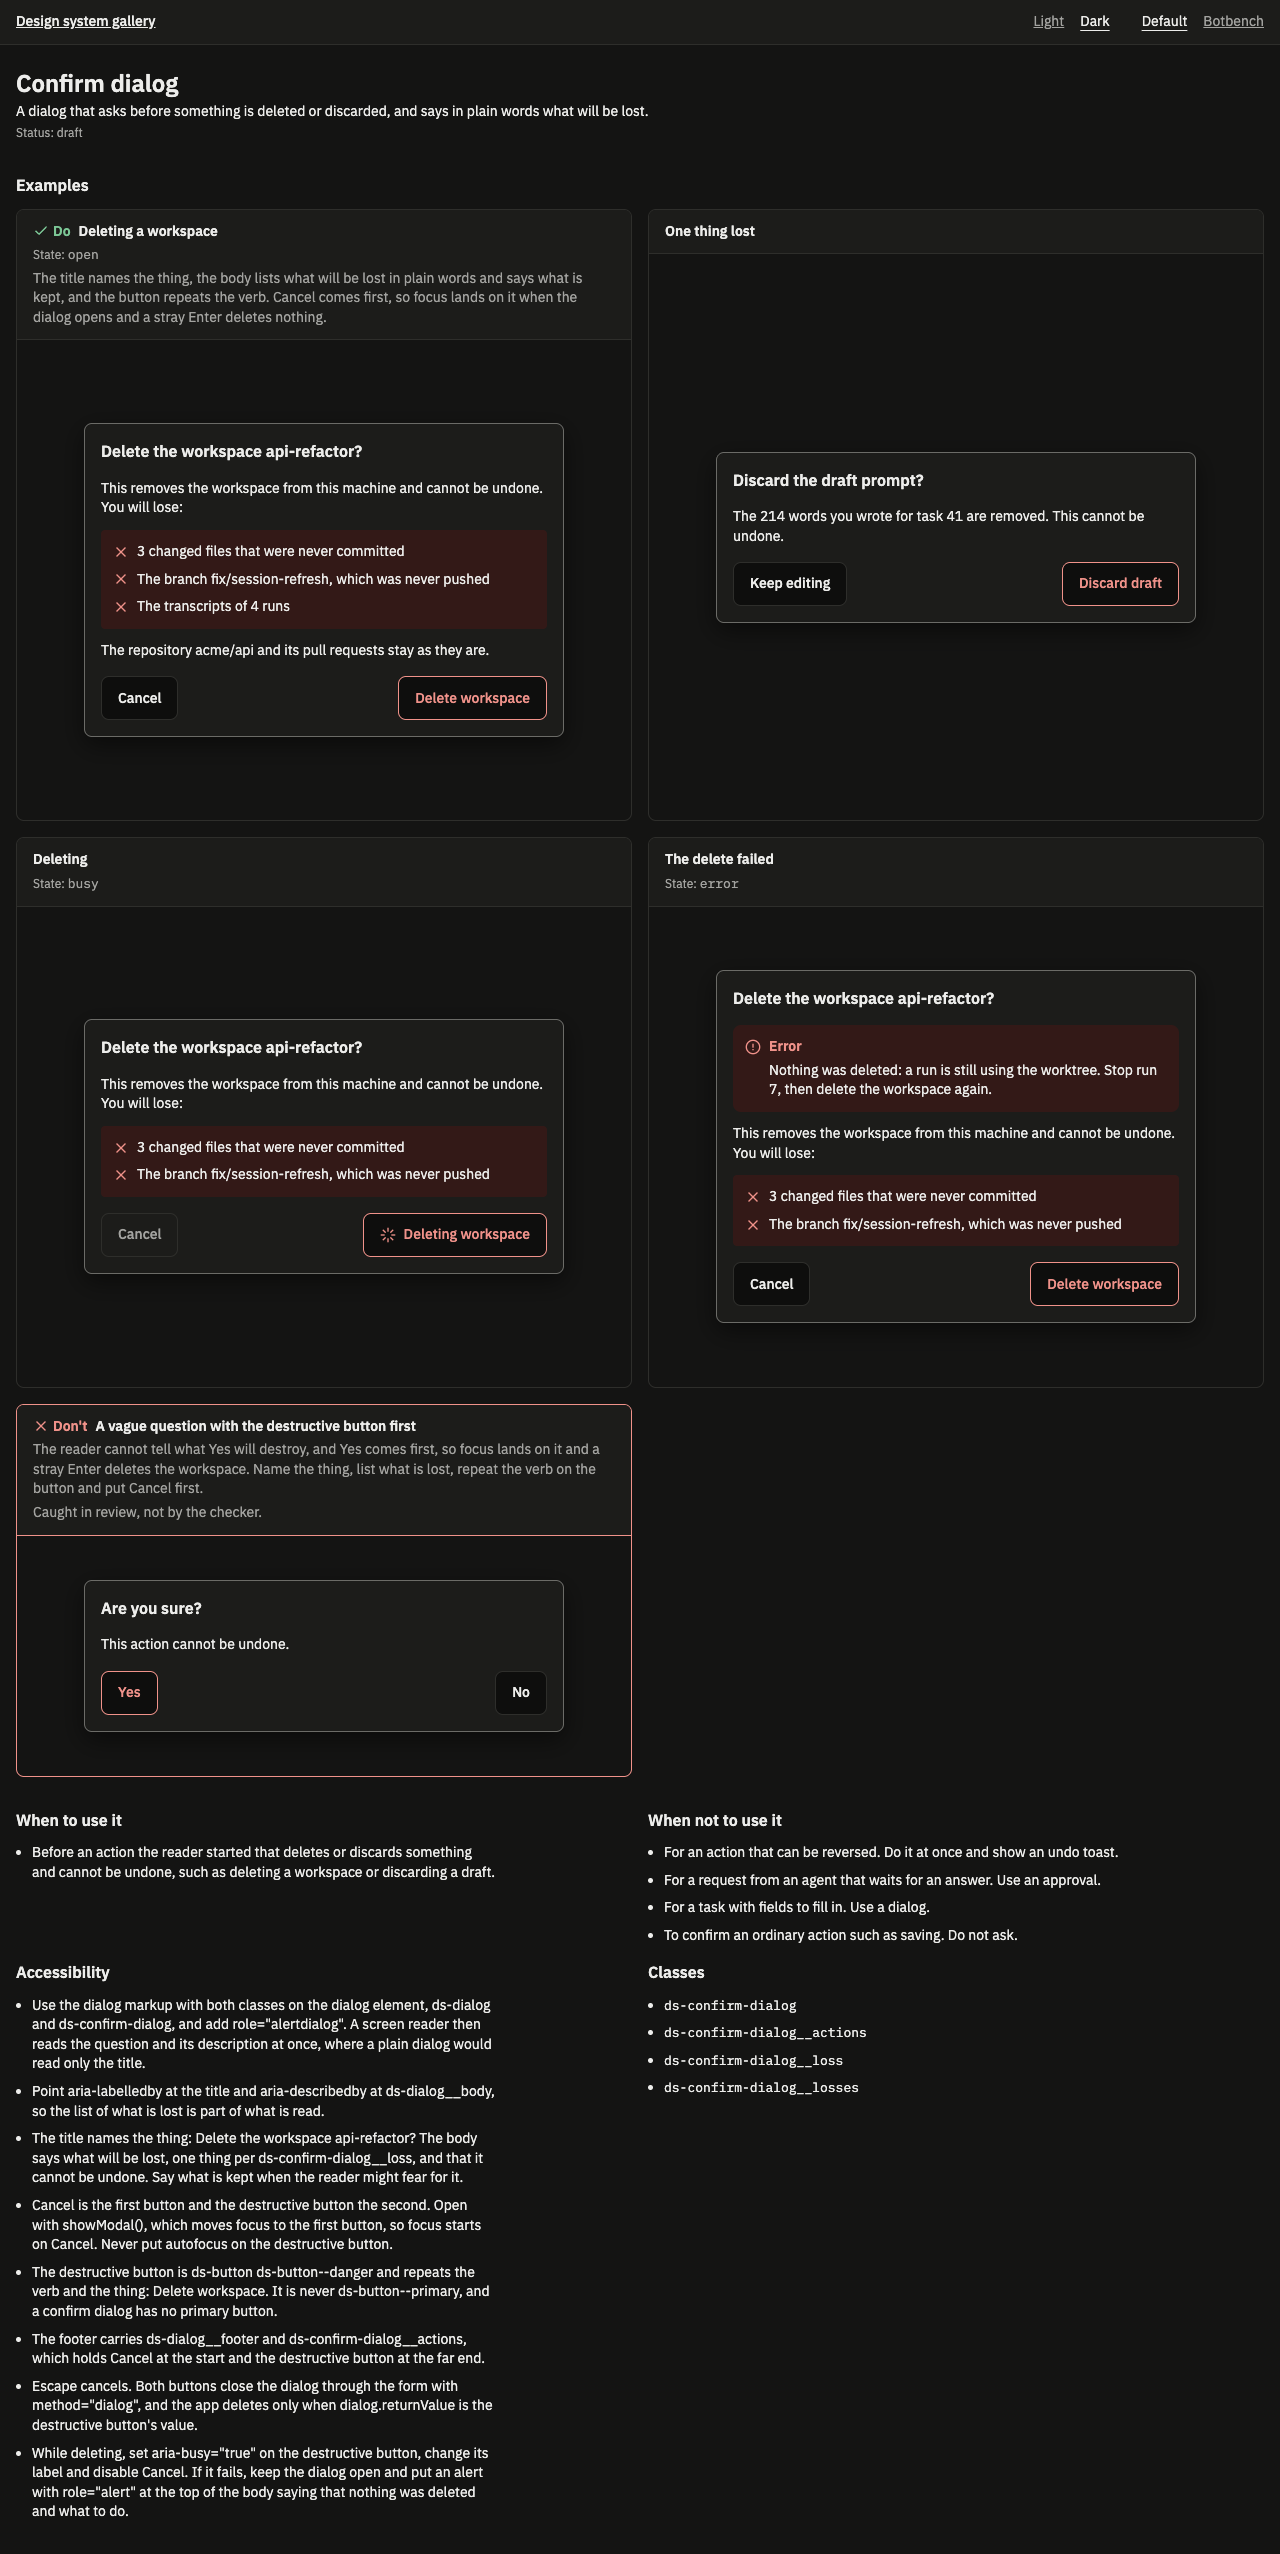 Design system gallery
Light Dark Default Botbench
Confirm dialog
A dialog that asks before something is deleted or discarded, and says in plain words what will be lost.
Status: draft
Examples
Do Deleting a workspace
State: open
The title names the thing, the body lists what will be lost in plain words and says what is
kept, and the button repeats the verb. Cancel comes first, so focus lands on it when the
dialog opens and a stray Enter deletes nothing.
Delete the workspace api-refactor?
This removes the workspace from this machine and cannot be undone.
You will lose:
3 changed files that were never committed
The branch fix/session-refresh, which was never pushed
The transcripts of 4 runs
The repository acme/api and its pull requests stay as they are.
Cancel
Delete workspace
One thing lost
Discard the draft prompt?
The 214 words you wrote for task 41 are removed. This cannot be
undone.
Keep editing
Discard draft
Deleting
State: busy
Delete the workspace api-refactor?
This removes the workspace from this machine and cannot be undone.
You will lose:
3 changed files that were never committed
The branch fix/session-refresh, which was never pushed
Cancel
Deleting workspace
The delete failed
State: error
Delete the workspace api-refactor?
Error
Nothing was deleted: a run is still using the worktree. Stop run
7, then delete the workspace again.
This removes the workspace from this machine and cannot be undone.
You will lose:
3 changed files that were never committed
The branch fix/session-refresh, which was never pushed
Cancel
Delete workspace
Don't A vague question with the destructive button first
The reader cannot tell what Yes will destroy, and Yes comes first, so focus lands on it and a
stray Enter deletes the workspace. Name the thing, list what is lost, repeat the verb on the
button and put Cancel first.
Caught in review, not by the checker.
Are you sure?
This action cannot be undone.
Yes
No
When to use it
Before an action the reader started that deletes or discards something
and cannot be undone, such as deleting a workspace or discarding a draft.
When not to use it
For an action that can be reversed. Do it at once and show an undo toast.
For a request from an agent that waits for an answer. Use an approval.
For a task with fields to fill in. Use a dialog.
To confirm an ordinary action such as saving. Do not ask.
Accessibility
Use the dialog markup with both classes on the dialog element, ds-dialog
and ds-confirm-dialog, and add role="alertdialog". A screen reader then
reads the question and its description at once, where a plain dialog would
read only the title.
Point aria-labelledby at the title and aria-describedby at ds-dialog__body,
so the list of what is lost is part of what is read.
The title names the thing: Delete the workspace api-refactor? The body
says what will be lost, one thing per ds-confirm-dialog__loss, and that it
cannot be undone. Say what is kept when the reader might fear for it.
Cancel is the first button and the destructive button the second. Open
with showModal(), which moves focus to the first button, so focus starts
on Cancel. Never put autofocus on the destructive button.
The destructive button is ds-button ds-button--danger and repeats the
verb and the thing: Delete workspace. It is never ds-button--primary, and
a confirm dialog has no primary button.
The footer carries ds-dialog__footer and ds-confirm-dialog__actions,
which holds Cancel at the start and the destructive button at the far end.
Escape cancels. Both buttons close the dialog through the form with
method="dialog", and the app deletes only when dialog.returnValue is the
destructive button's value.
While deleting, set aria-busy="true" on the destructive button, change its
label and disable Cancel. If it fails, keep the dialog open and put an alert
with role="alert" at the top of the body saying that nothing was deleted
and what to do.
Classes
ds-confirm-dialog
ds-confirm-dialog__actions
ds-confirm-dialog__loss
ds-confirm-dialog__losses